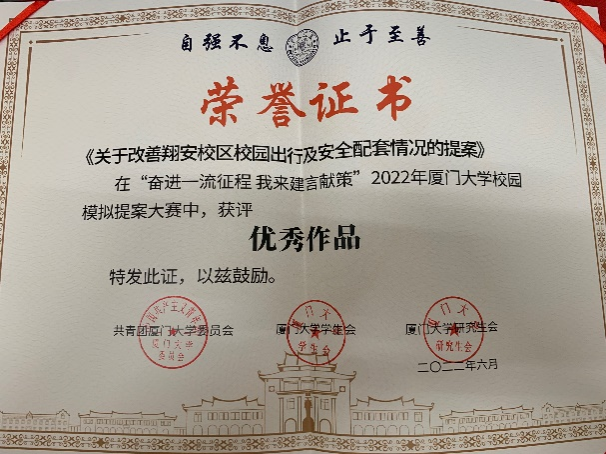 自强不息 止于至善
荣誉证书
《关于改善翔安校区校园出行及安全配套情况的提案》
在“奋进一流征程 我来建言献策”2022年厦门大学校园
模拟提案大赛中，获评
优秀作品
特发此证，以兹鼓励。
共青团厦门大学委员会 厦门大学学生会 厦门大学研究生会
二〇二二年六月